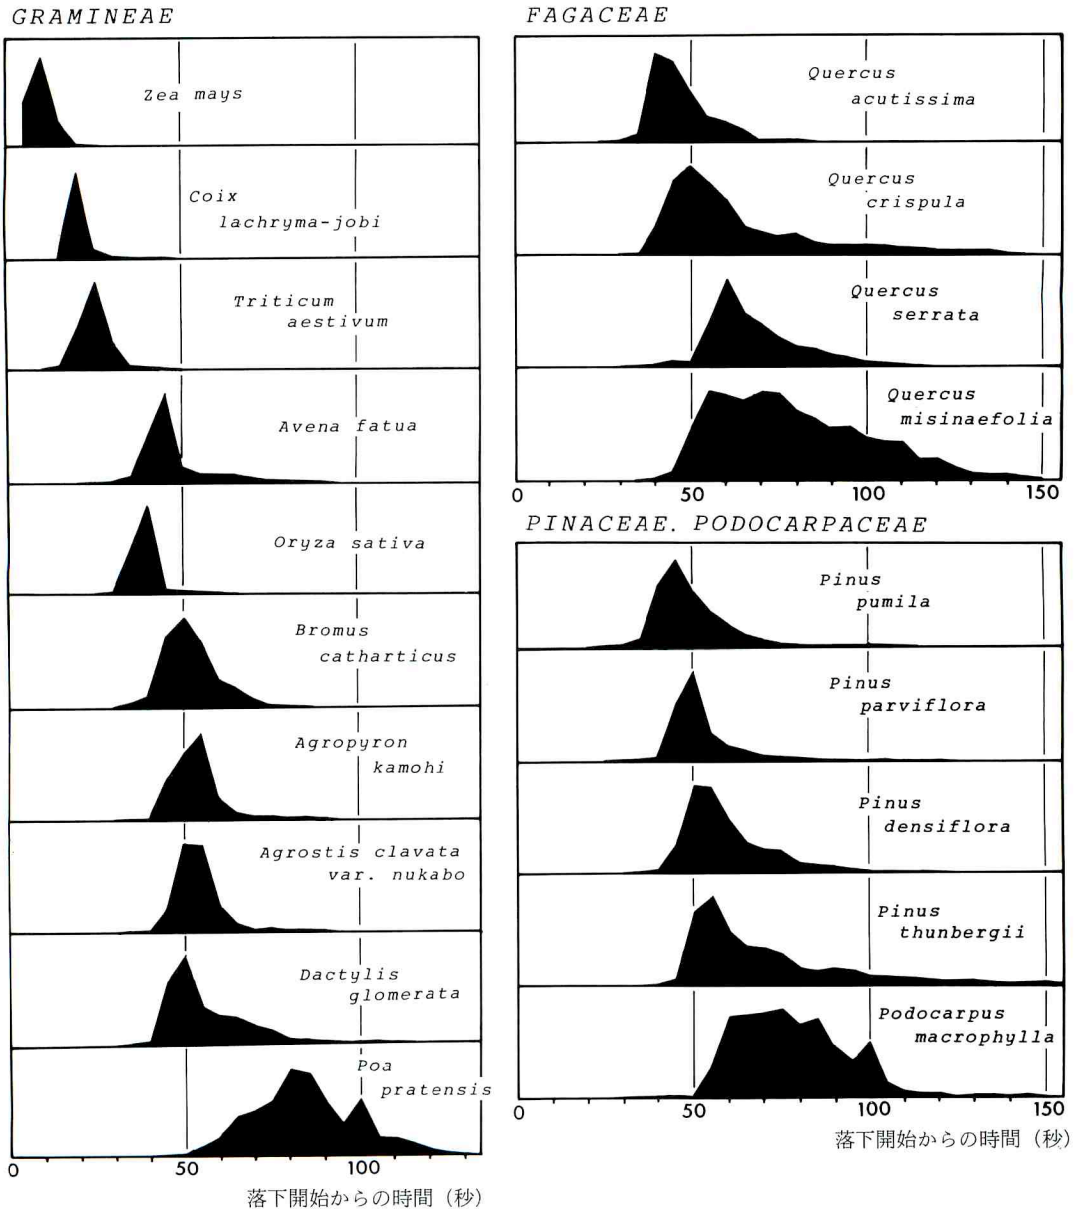 GRAMINEAE
Zea mays
Coix
lachryma-jobi
Triticum
aestivum
Avena fatua
Oryza sativa
Bromus
catharticus
Agropyron
kamohi
Agrostis clavata
var. nukabo
Dactylis
glomerata
Poa
pratensis
0 50 100
落下開始からの時間（秒）
FAGACEAE
Quercus
acutissima
Quercus
crispula
Quercus
serrata
Quercus
misinaefolia
0 50 100 150
PINACEAE. PODOCARPACEAE
Pinus
pumila
Pinus
parviflora
Pinus
densiflora
Pinus
thunbergii
Podocarpus
macrophylla
0 50 100 150
落下開始からの時間（秒）